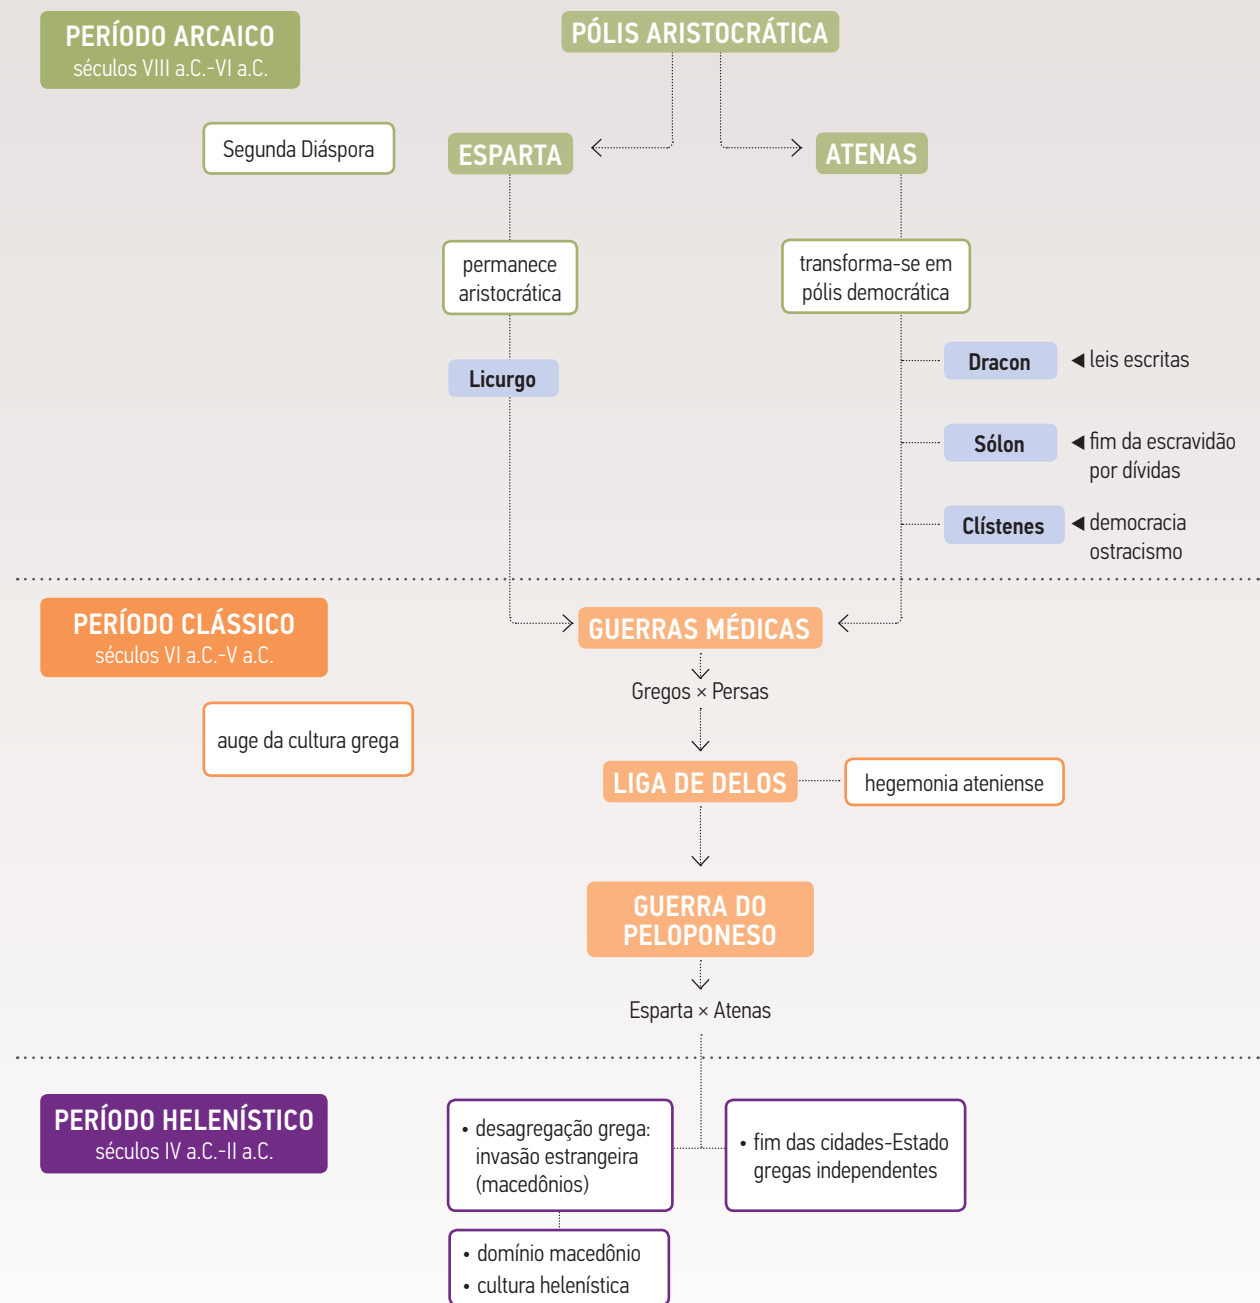 PERÍODO ARCAICO
séculos VIII a.C.-VI a.C.
PÓLIS ARISTOCRÁTICA
Segunda Diáspora
ESPARTA
ATENAS
permanece
aristocrática
transforma-se em
pólis democrática
Licurgo
Dracon
◄ leis escritas
Sólon
◄ fim da escravidão
por dívidas
Clístenes
◄ democracia
ostracismo
PERÍODO CLÁSSICO
séculos VI a.C.-V a.C.
GUERRAS MÉDICAS
Gregos × Persas
auge da cultura grega
LIGA DE DELOS
hegemonia ateniense
GUERRA DO
PELOPONESO
Esparta × Atenas
PERÍODO HELENÍSTICO
séculos IV a.C.-II a.C.
• desagregação grega:
invasão estrangeira
(macedônios)
• fim das cidades-Estado
gregas independentes
• domínio macedônio
• cultura helenística